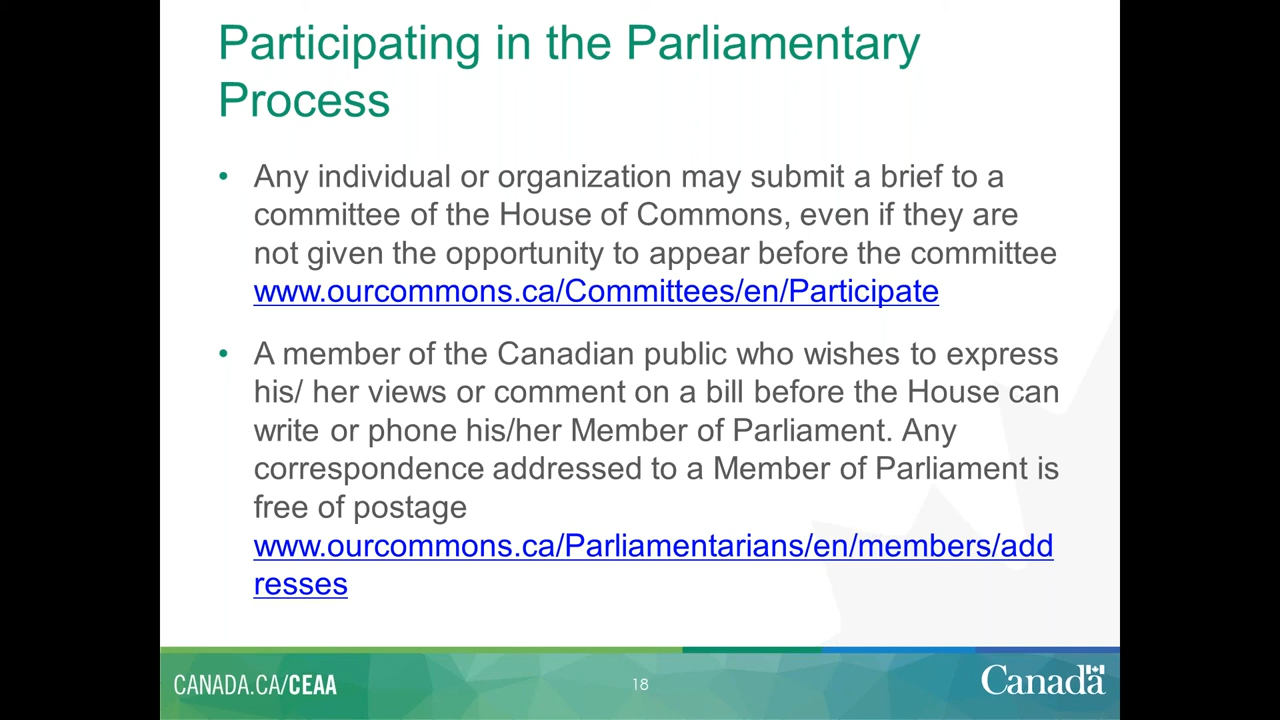 Participating in the Parliamentary
Process
• Any individual or organization may submit a brief to a
committee of the House of Commons, even if they are
not given the opportunity to appear before the committee
www.ourcommons.ca/Committees/en/Participate
• A member of the Canadian public who wishes to express
his/ her views or comment on a bill before the House can
write or phone his/her Member of Parliament. Any
correspondence addressed to a Member of Parliament is
free of postage
www.ourcommons.ca/Parliamentarians/en/members/add
resses
CANADA.CA/CEAA
18
Canada